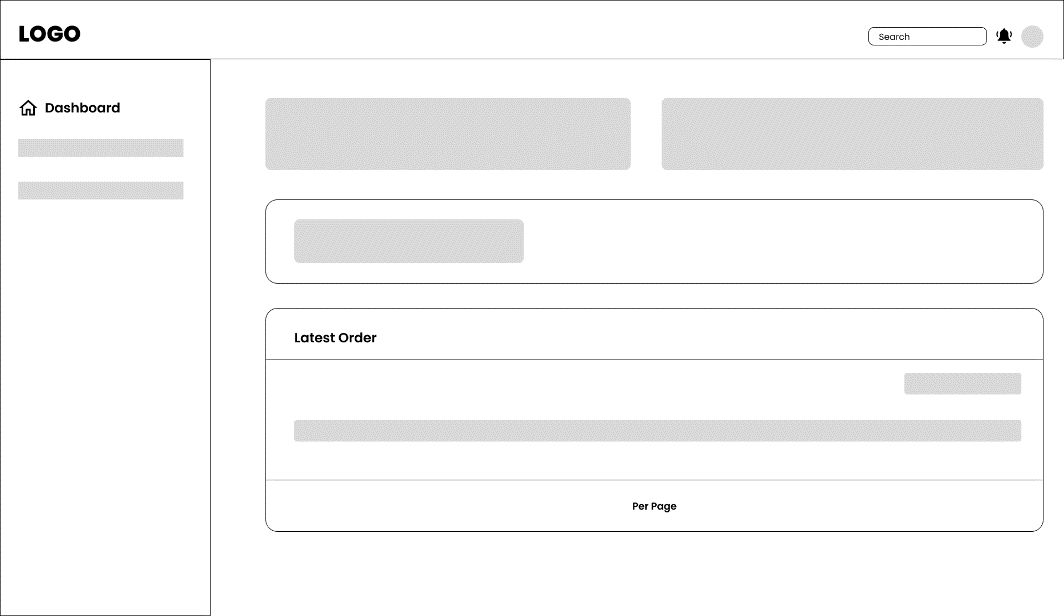 LOGO
Search
Dashboard
Latest Order
Per Page